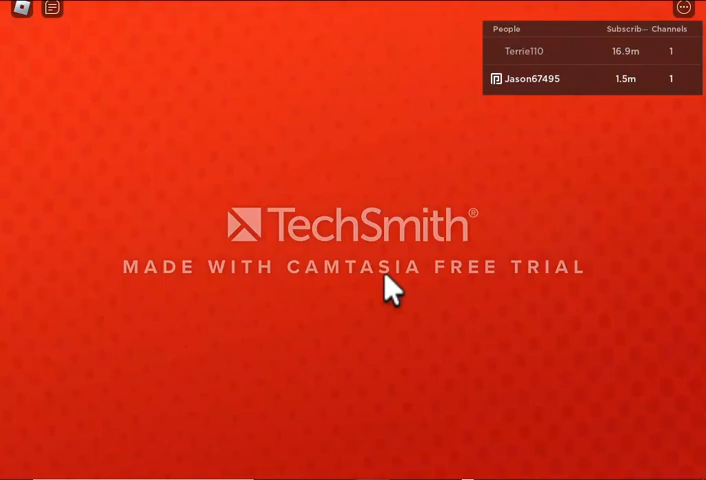 People Subscrib··· Channels
Terrie110 16.9m 1
Jason67495 1.5m 1
TechSmith®
MADE WITH CAMTASIA FREE TRIAL